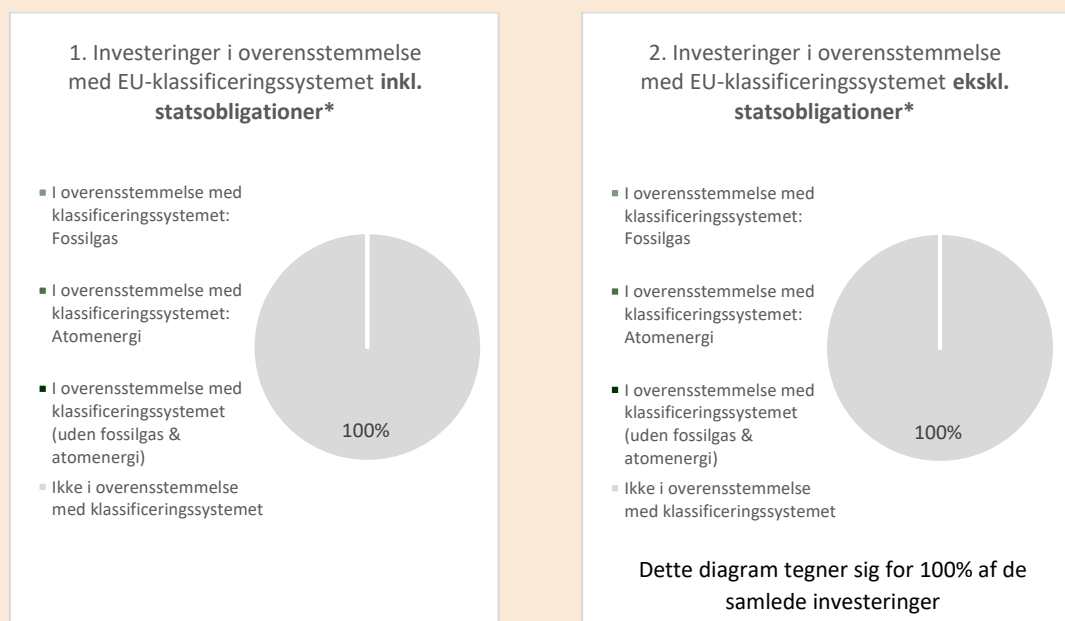 1. Investeringer i overensstemmelse
med EU-klassificeringssystemet inkl.
statsobligationer*
I overensstemmelse med
klassificeringssystemet:
Fossilgas
I overensstemmelse med
klassificeringssystemet:
Atomenergi
I overensstemmelse med
klassificeringssystemet
(uden fossilgas &
atomenergi)
Ikke i overensstemmelse
med klassificeringssystemet
100%
2. Investeringer i overensstemmelse
med EU-klassificeringssystemet ekskl.
statsobligationer*
I overensstemmelse med
klassificeringssystemet:
Fossilgas
I overensstemmelse med
klassificeringssystemet:
Atomenergi
I overensstemmelse med
klassificeringssystemet
(uden fossilgas &
atomenergi)
Ikke i overensstemmelse
med klassificeringssystemet
100%
Dette diagram tegner sig for 100% af de
samlede investeringer